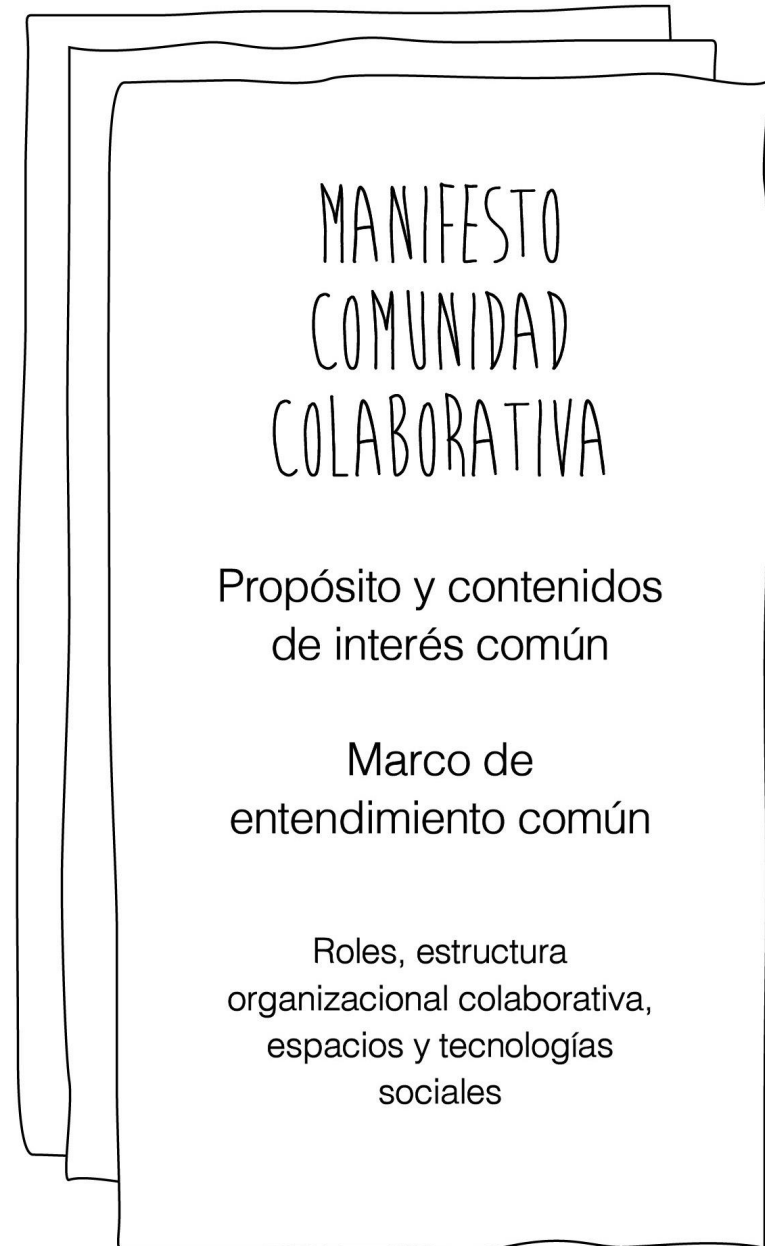 MANIFESTO
COMUNIDAD
COLABORATIVA
Propósito y contenidos
de interés común
Marco de
entendimiento común
Roles, estructura
organizacional colaborativa,
espacios y tecnologías
sociales